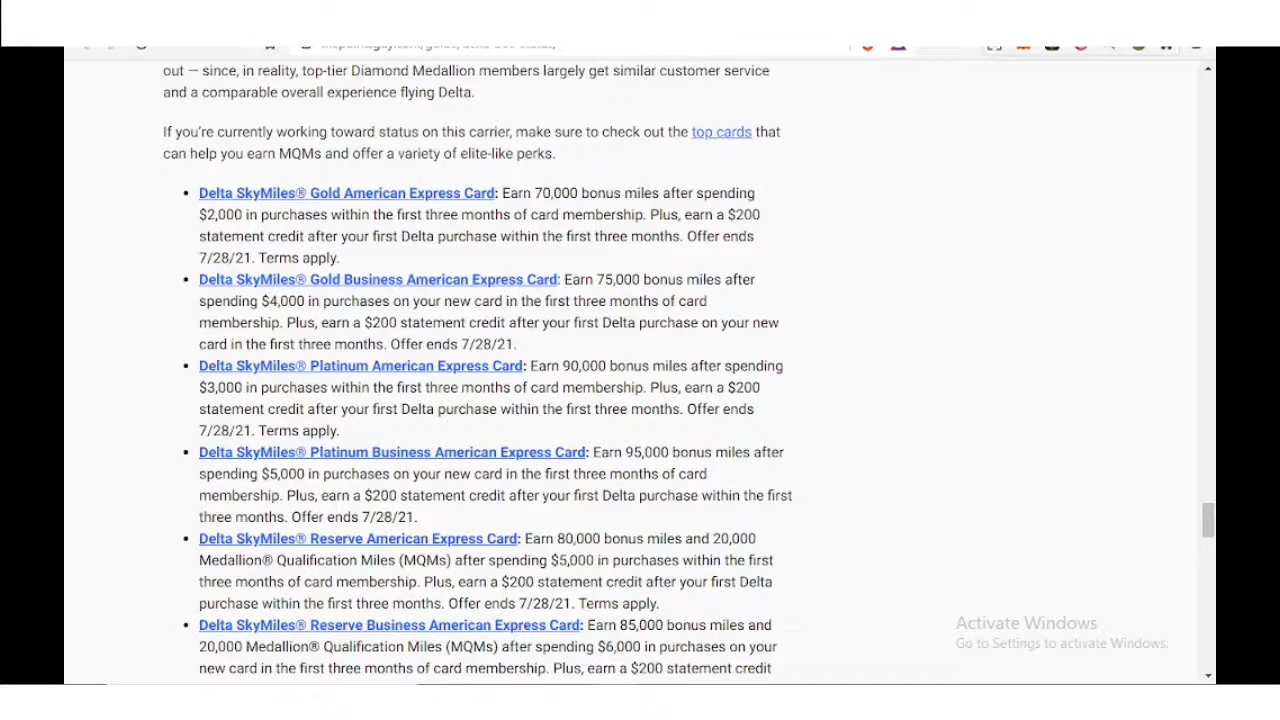 out — since, in reality, top-tier Diamond Medallion members largely get similar customer service
and a comparable overall experience flying Delta.
If you're currently working toward status on this carrier, make sure to check out the top cards that
can help you earn MQMs and offer a variety of elite-like perks.
• Delta SkyMiles® Gold American Express Card: Earn 70,000 bonus miles after spending
$2,000 in purchases within the first three months of card membership. Plus, earn a $200
statement credit after your first Delta purchase within the first three months. Offer ends
7/28/21. Terms apply.
• Delta SkyMiles® Gold Business American Express Card: Earn 75,000 bonus miles after
spending $4,000 in purchases on your new card in the first three months of card
membership. Plus, earn a $200 statement credit after your first Delta purchase on your new
card in the first three months. Offer ends 7/28/21.
• Delta SkyMiles® Platinum American Express Card: Earn 90,000 bonus miles after spending
$3,000 in purchases within the first three months of card membership. Plus, earn a $200
statement credit after your first Delta purchase within the first three months. Offer ends
7/28/21. Terms apply.
• Delta SkyMiles® Platinum Business American Express Card: Earn 95,000 bonus miles after
spending $5,000 in purchases on your new card in the first three months of card
membership. Plus, earn a $200 statement credit after your first Delta purchase within the first
three months. Offer ends 7/28/21.
• Delta SkyMiles® Reserve American Express Card: Earn 80,000 bonus miles and 20,000
Medallion® Qualification Miles (MQMs) after spending $5,000 in purchases within the first
three months of card membership. Plus, earn a $200 statement credit after your first Delta
purchase within the first three months. Offer ends 7/28/21. Terms apply.
• Delta SkyMiles® Reserve Business American Express Card: Earn 85,000 bonus miles and
20,000 Medallion® Qualification Miles (MQMs) after spending $6,000 in purchases on your
new card in the first three months of card membership. Plus, earn a $200 statement credit
Activate Windows
Go to Settings to activate Windows.